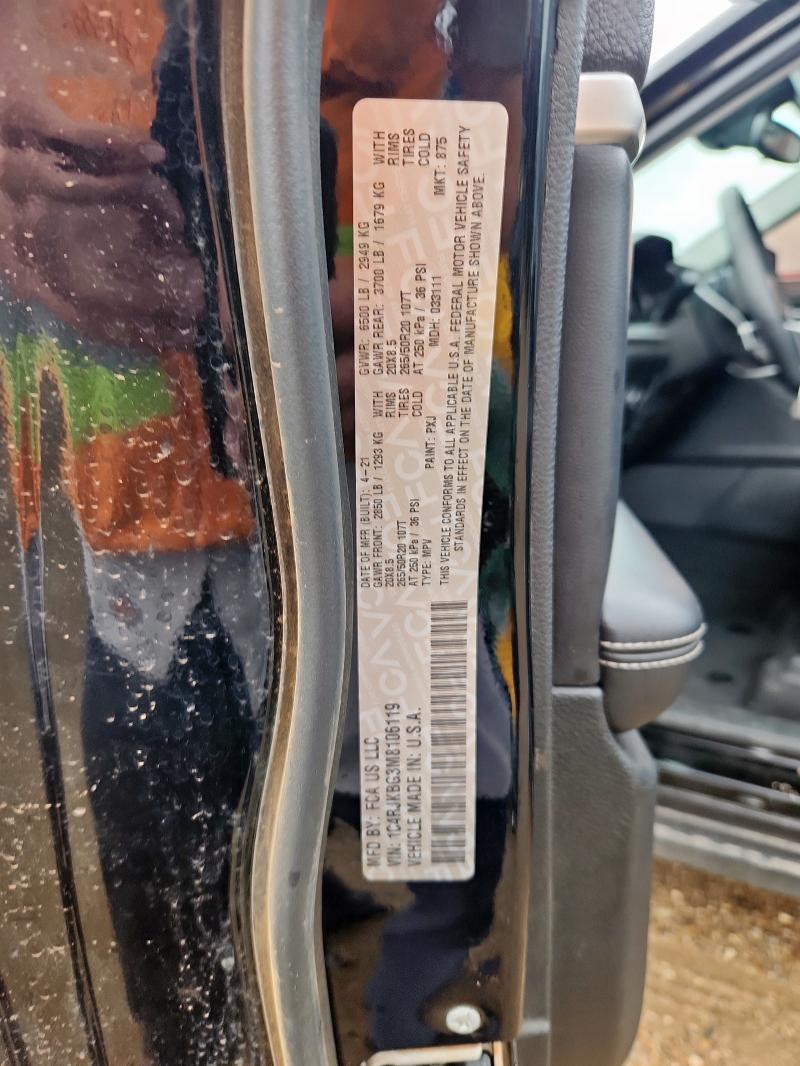 MFD BY: FCA US LLC
DATE OF MFR (BUILT): 4-21
GVWR: 6500 LB / 2949 KG
GAWR FRONT: 2850 LB / 1293 KG WITH
GAWR REAR: 3700 LB / 1679 KG WITH
20X8.5 RIMS
20X8.5 RIMS
265/50R20 107T TIRES
265/50R20 107T TIRES
AT 250 kPa / 36 PSI COLD
AT 250 kPa / 36 PSI COLD
VIN: 1C4RJKBG3M8106119
TYPE: MPV
PAINT: PXJ
MDH: 033111
MKT: 875
VEHICLE MADE IN: U.S.A.
THIS VEHICLE CONFORMS TO ALL APPLICABLE U.S.A. FEDERAL MOTOR VEHICLE SAFETY
STANDARDS IN EFFECT ON THE DATE OF MANUFACTURE SHOWN ABOVE.